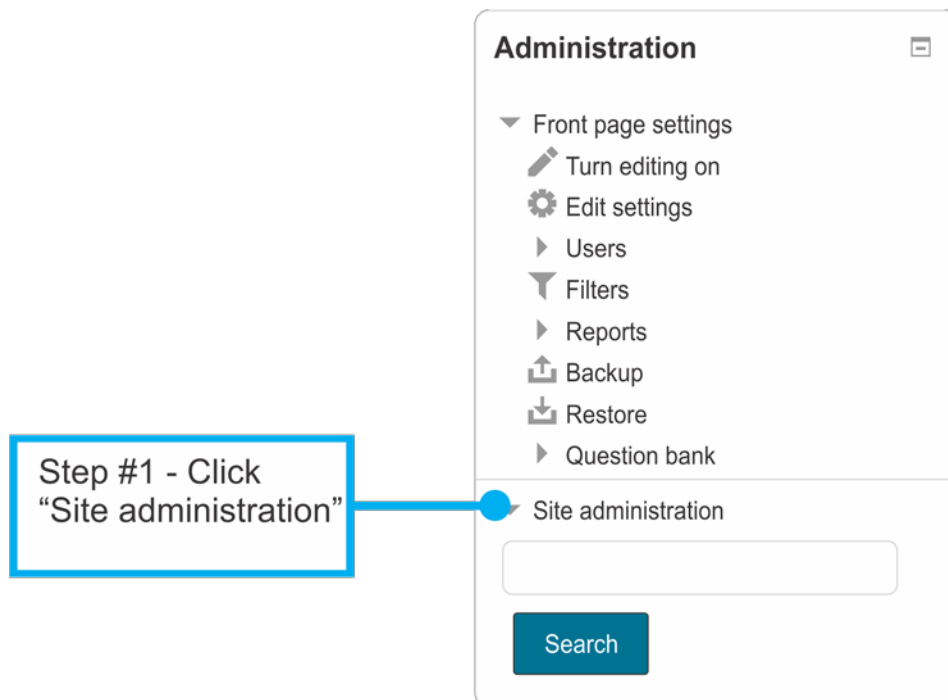 Administration
Front page settings
Turn editing on
Edit settings
Users
Filters
Reports
Backup
Restore
Question bank
Step #1 - Click
“Site administration”
Site administration
Search